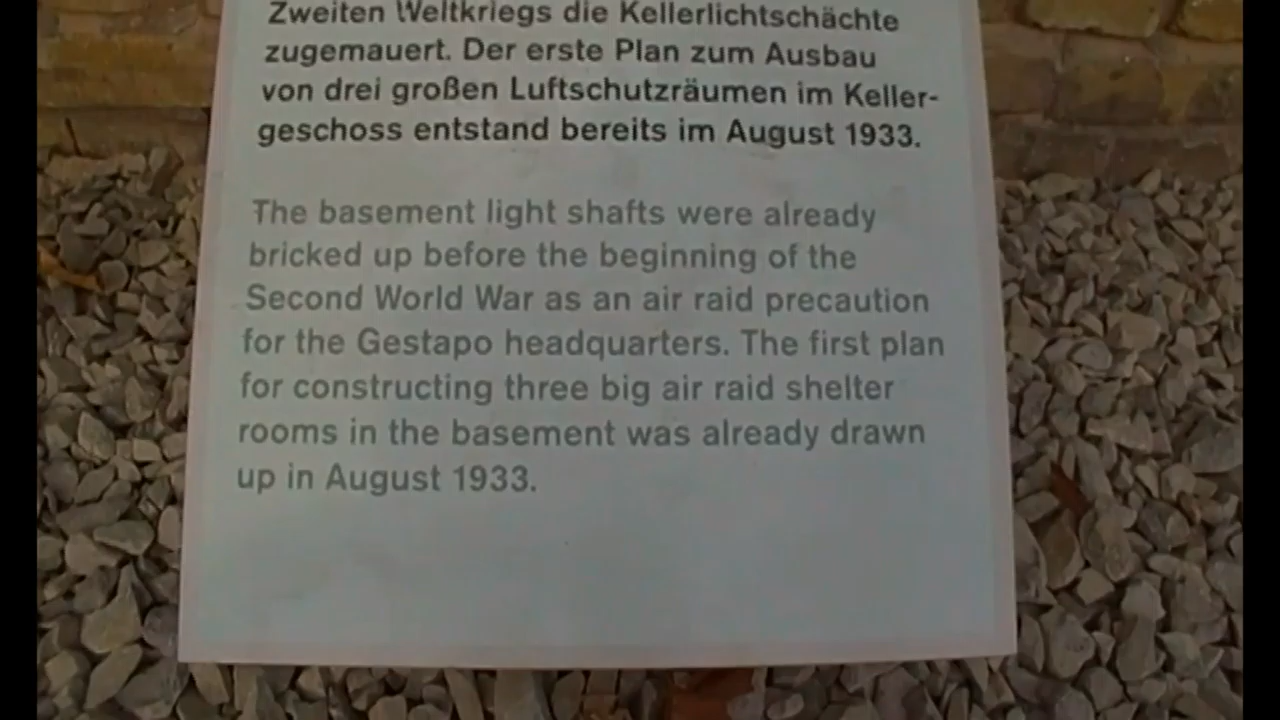 Zweiten Weltkriegs die Kellerlichtschächte
zugemauert. Der erste Plan zum Ausbau
von drei großen Luftschutzräumen im Keller-
geschoss entstand bereits im August 1933.
The basement light shafts were already
bricked up before the beginning of the
Second World War as an air raid precaution
for the Gestapo headquarters. The first plan
for constructing three big air raid shelter
rooms in the basement was already drawn
up in August 1933.